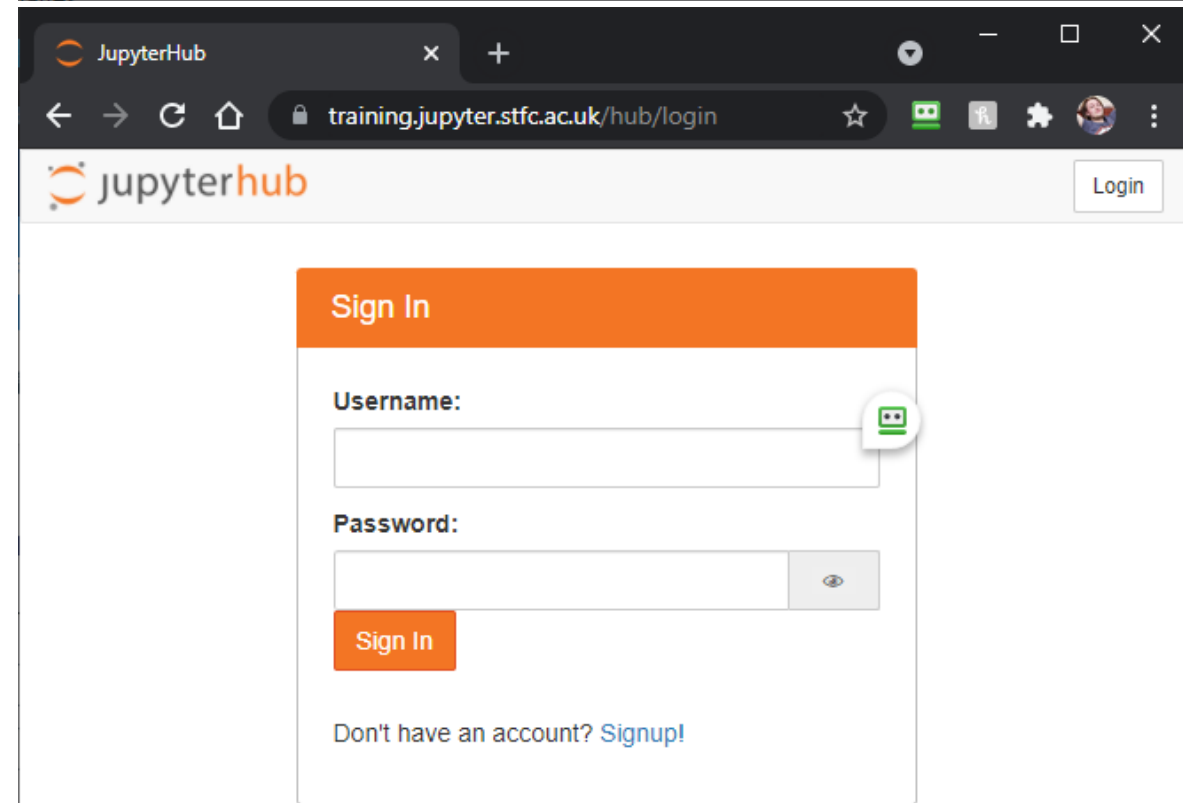 JupyterHub
training.jupyter.stfc.ac.uk/hub/login
jupyterhub
Login
Sign In
Username:
Password:
Sign In
Don't have an account? Signup!